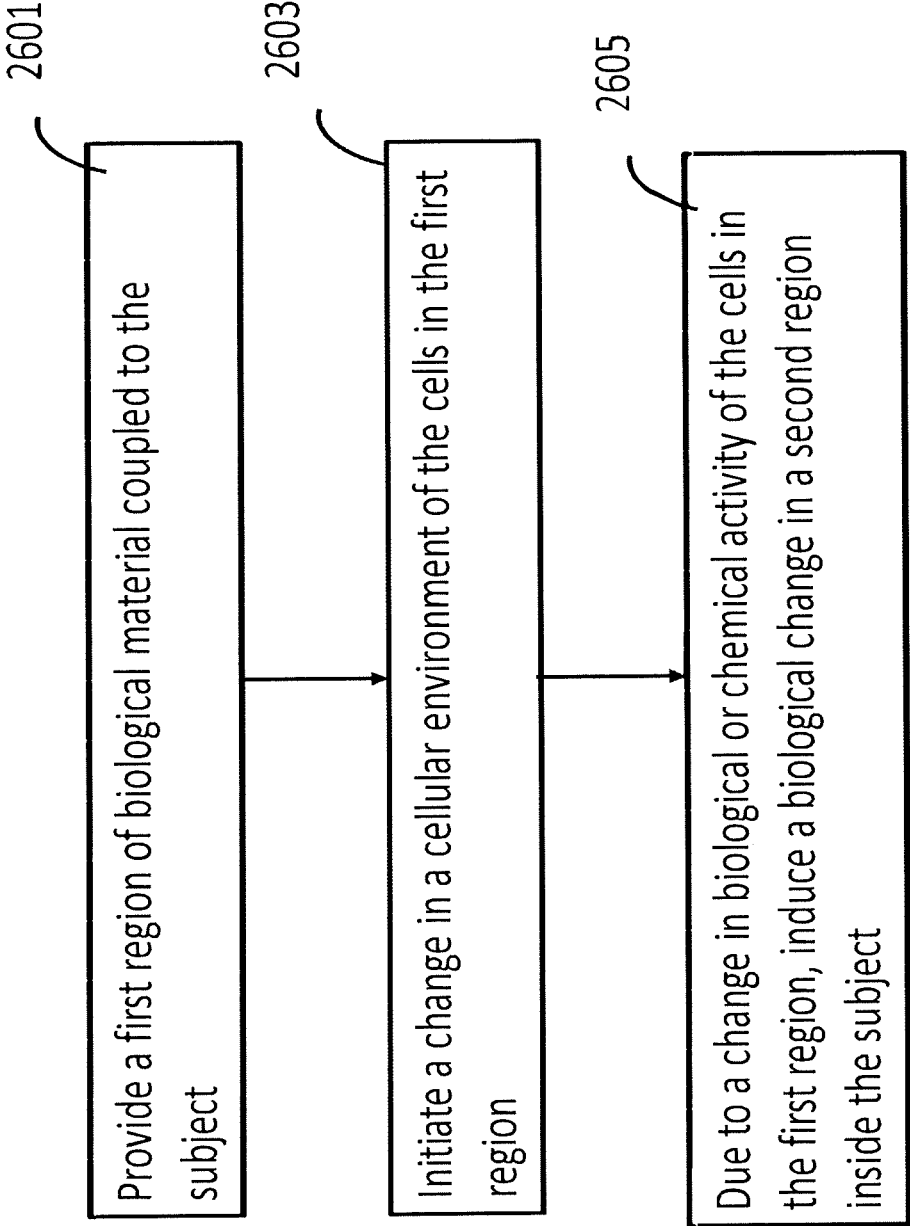 2601
Provide a first region of biological material coupled to the
subject
2603
Initiate a change in a cellular environment of the cells in the first
region
2605
Due to a change in biological or chemical activity of the cells in
the first region, induce a biological change in a second region
inside the subject